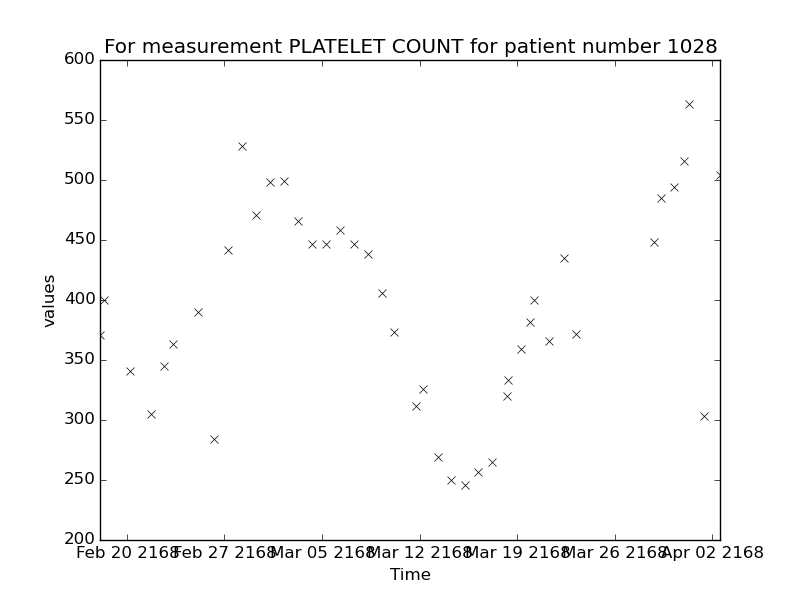 For measurement PLATELET COUNT for patient number 1028
600
550
500
450
400
350
300
250
200
values
Feb 20 2168 Feb 27 2168 Mar 05 2168 Mar 12 2168 Mar 19 2168 Mar 26 2168 Apr 02 2168
Time